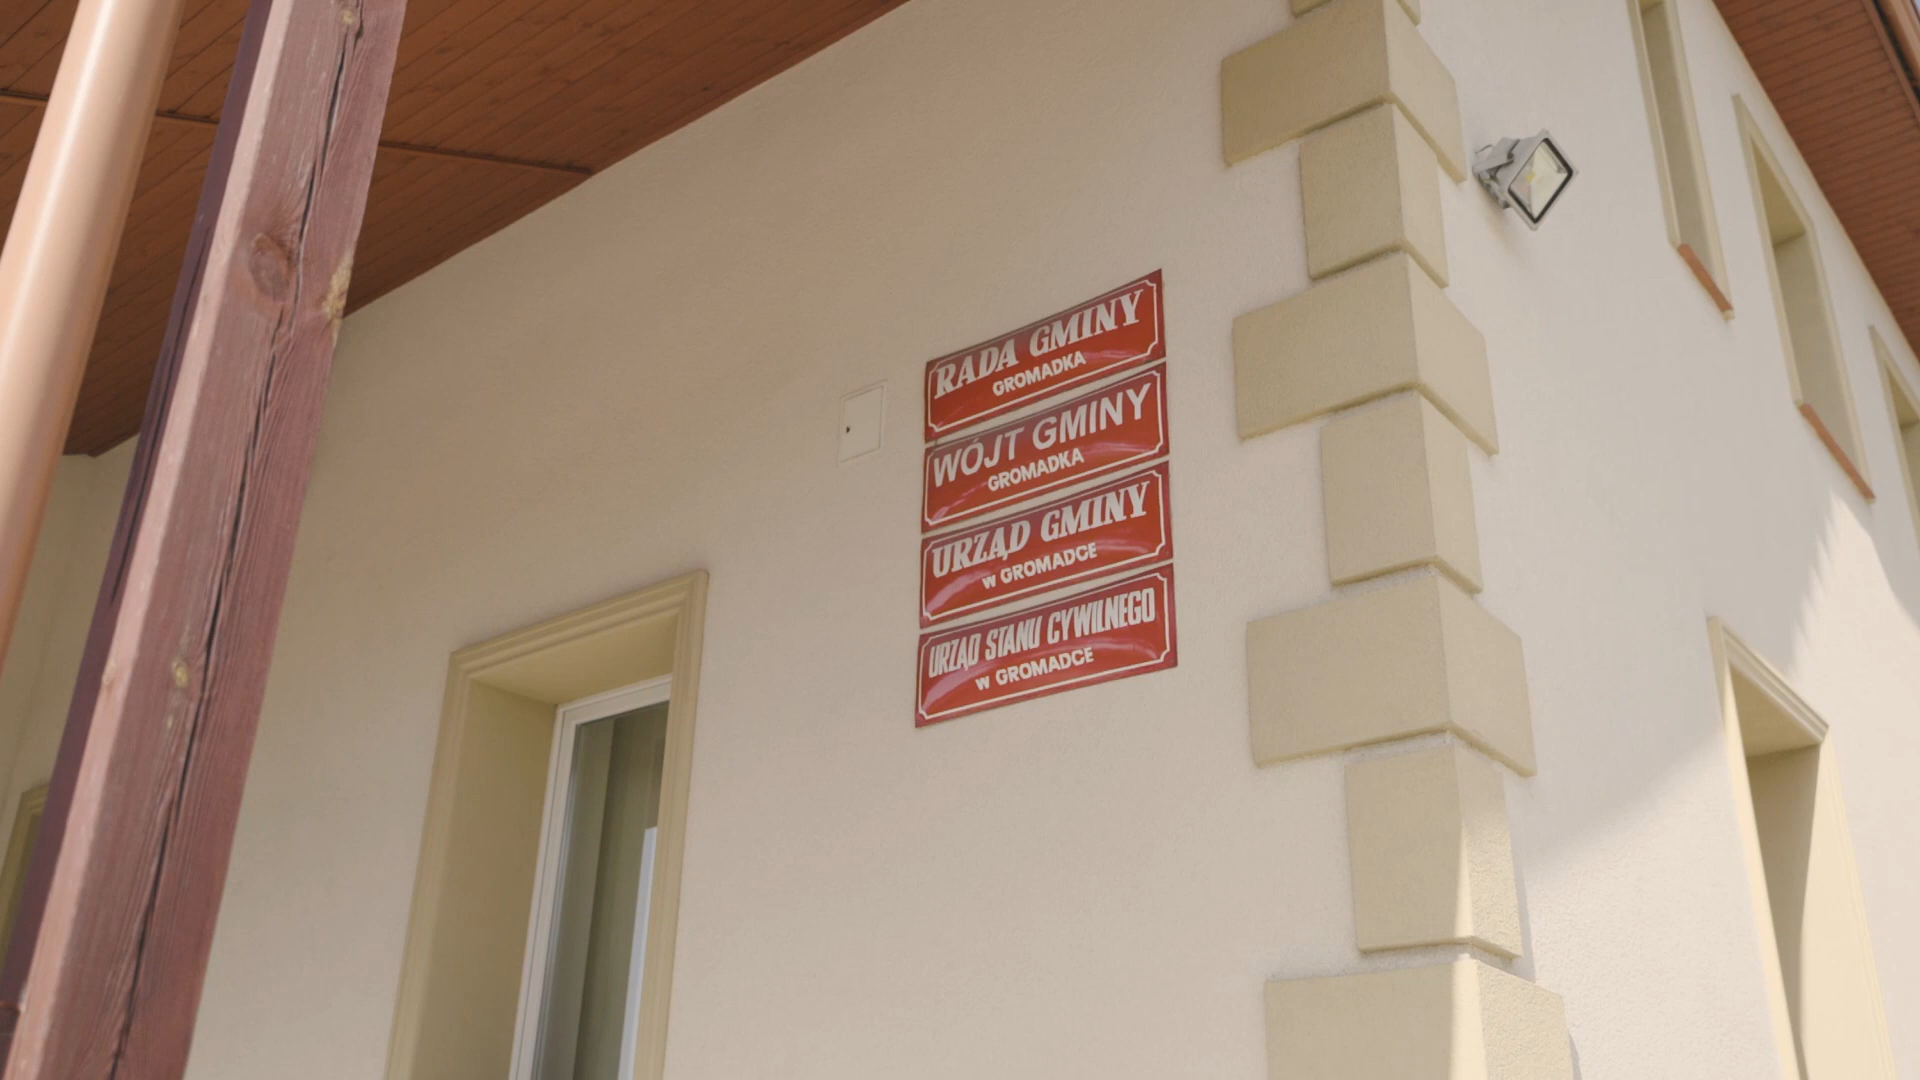 RADA GMINY
GROMADKA
WÓJT GMINY
GROMADKA
URZĄD GMINY
w GROMADCE
URZĄD STANU CYWILNEGO
w GROMADCE